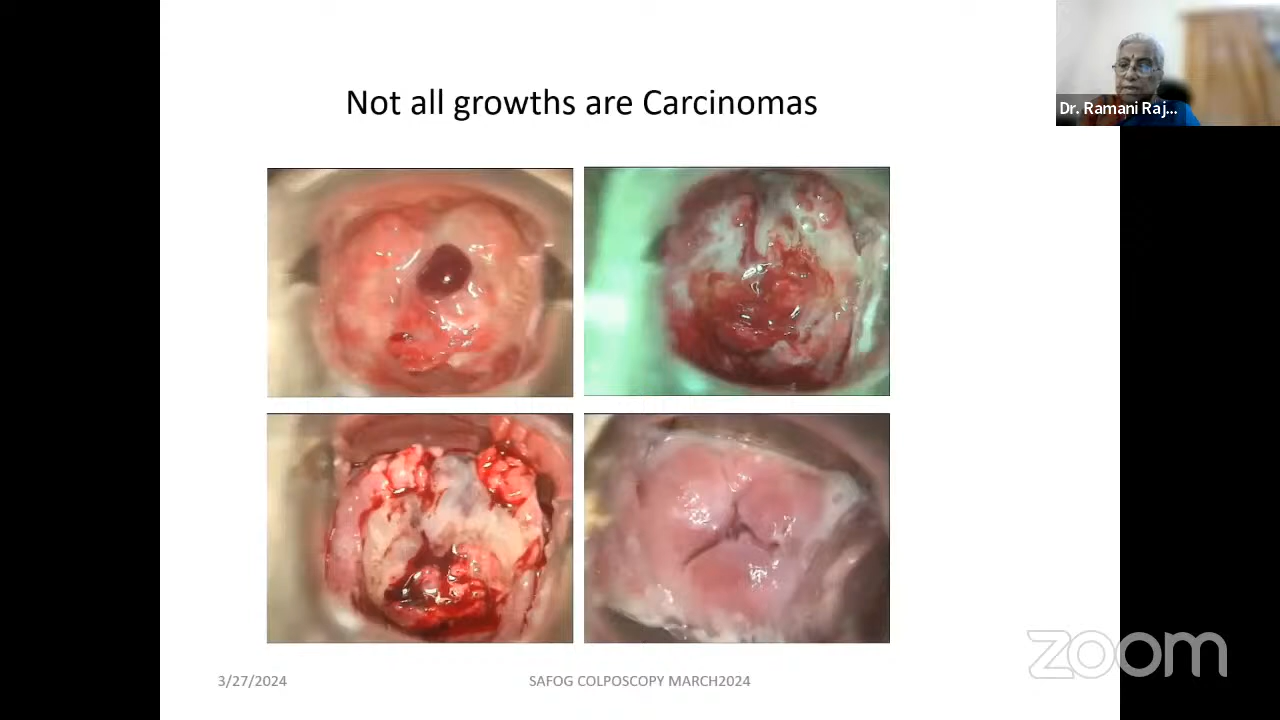 Not all growths are Carcinomas
Dr. Ramani Raj...
3/27/2024
SAFOG COLPOSCOPY MARCH2024
zoom